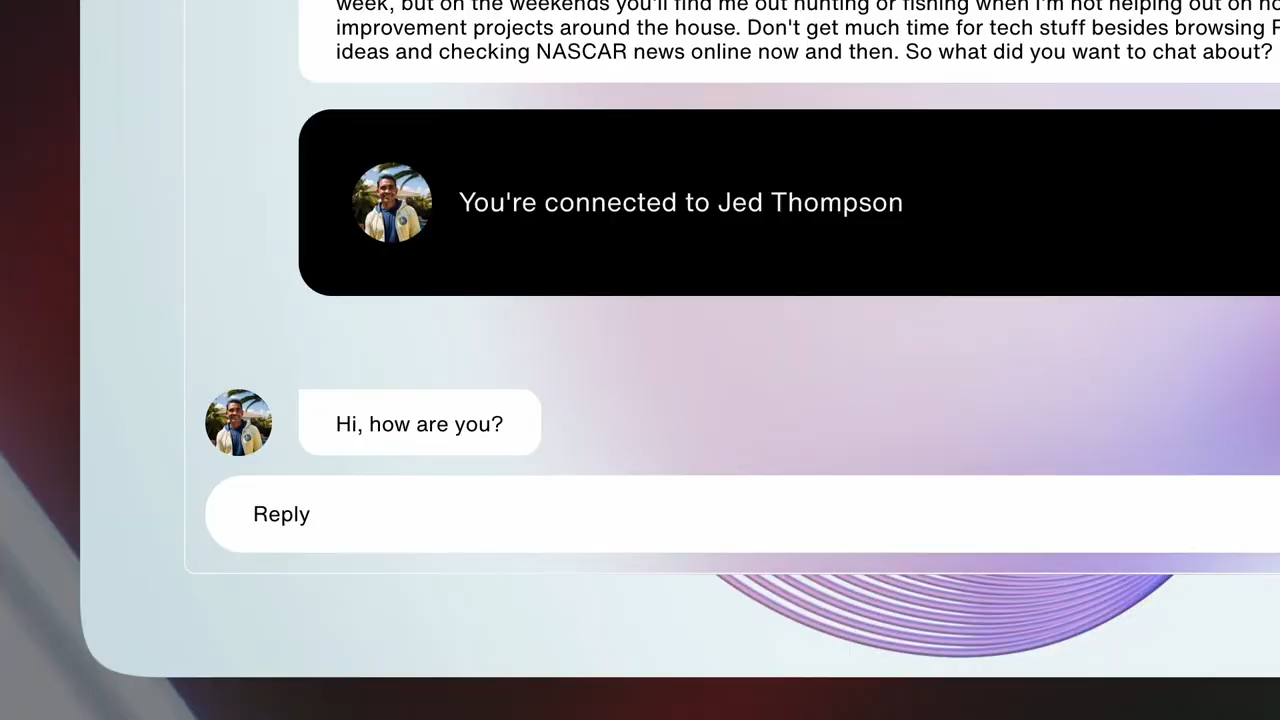 week, but on the weekends you'll find me out hunting or fishing when I'm not helping out on
improvement projects around the house. Don't get much time for tech stuff besides browsing
ideas and checking NASCAR news online now and then. So what did you want to chat about?
You're connected to Jed Thompson
Hi, how are you?
Reply